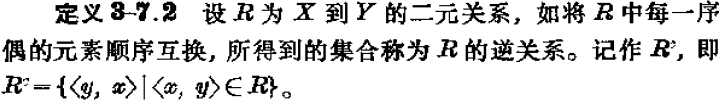 定义 3-7.2 设 R 为 X 到 Y 的二元关系，如将 R 中每一序
偶的元素顺序互换，所得到的集合称为 R 的逆关系。记作 Rᶜ，即
Rᶜ={⟨y, x⟩|⟨x, y⟩∈R}。